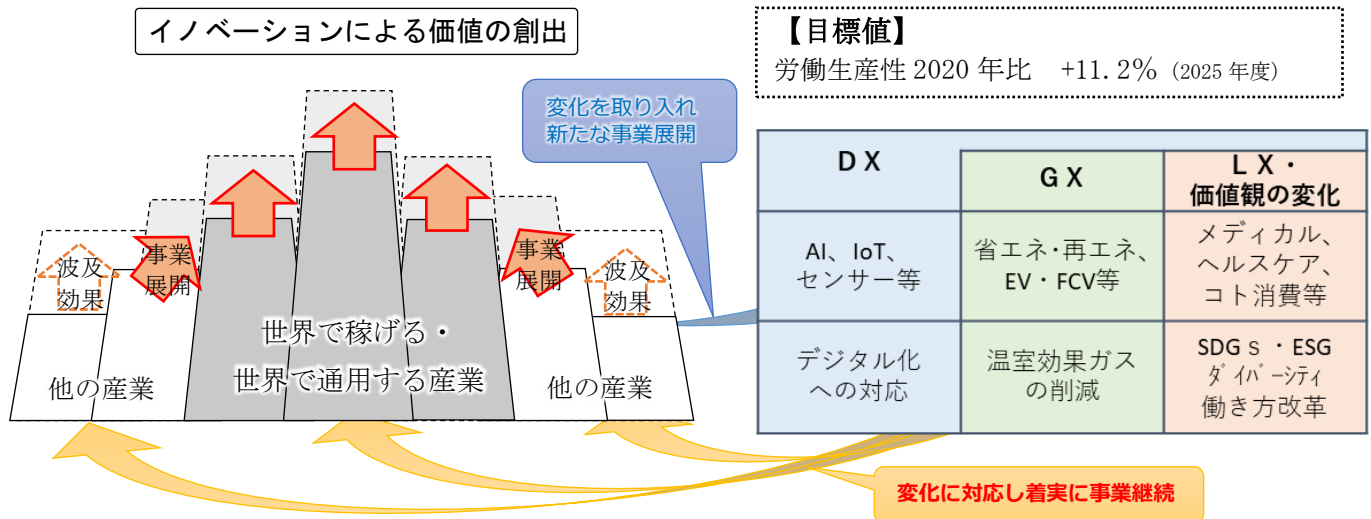 イノベーションによる価値の創出
【目標値】
労働生産性 2020 年比　+11.2%（2025 年度）
変化を取り入れ
新たな事業展開
波及
効果
事業
展開
事業
展開
波及
効果
世界で稼げる・
世界で通用する産業
他の産業
他の産業
DX
GX
LX・
価値観の変化
AI、IoT、
センサー等
省エネ・再エネ、
EV・FCV等
メディカル、
ヘルスケア、
コト消費等
デジタル化
への対応
温室効果ガス
の削減
SDGｓ・ESG
ﾀﾞｲﾊﾞｰｼティ
働き方改革
変化に対応し着実に事業継続